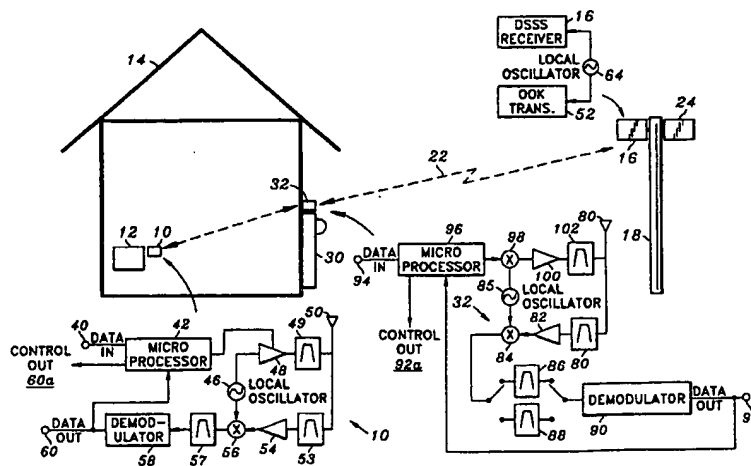 14
DSSS RECEIVER
16
LOCAL OSCILLATOR
64
OOK TRANS.
52
24
16
18
22
32
12
10
30
DATA IN
94
96
MICRO PROCESSOR
98
100
102
80
85
LOCAL OSCILLATOR
32
CONTROL OUT
92a
82
84
80
86
88
DEMODULATOR
90
DATA OUT
9
40
DATA IN
42
MICRO PROCESSOR
CONTROL OUT
60a
46
LOCAL OSCILLATOR
48
49
50
DATA OUT
60
DEMOD-ULATOR
58
57
56
54
53
10